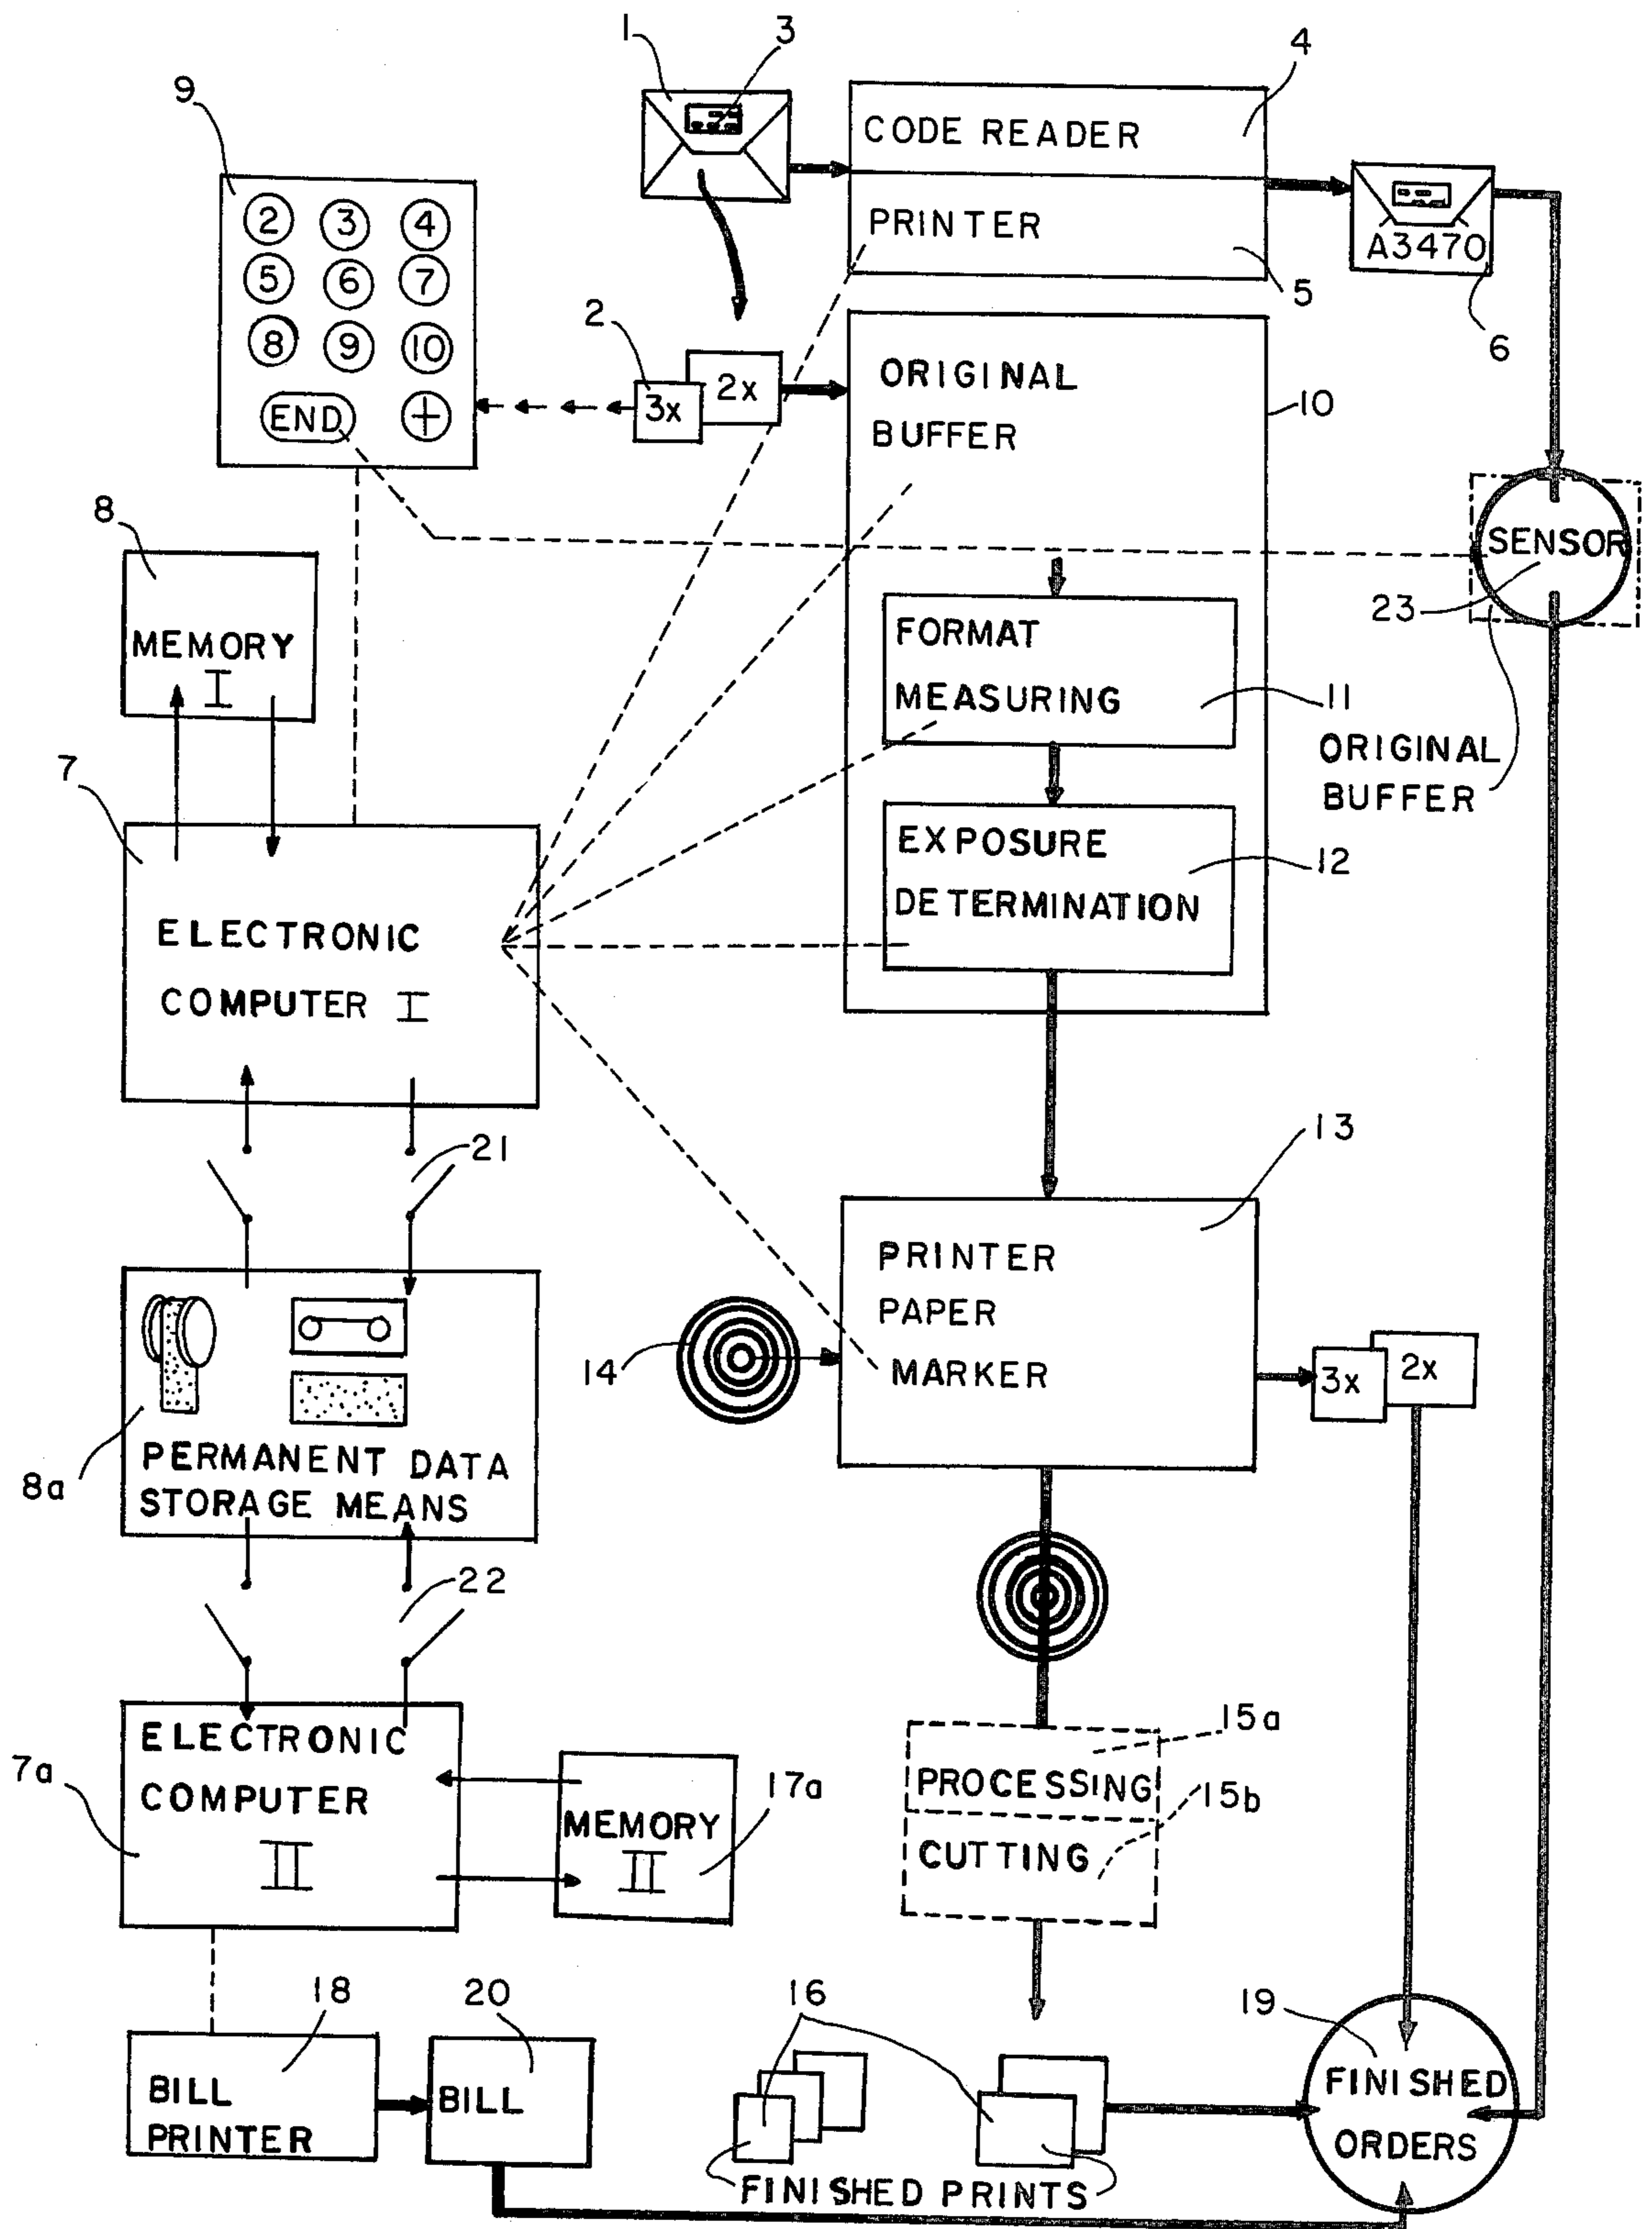 1
3
4
9
CODE READER
2
3
4
PRINTER
A3470
5
6
7
5
2
6
8
9
10
3x
2x
ORIGINAL
BUFFER
10
END
+
8
SENSOR
23
MEMORY
I
FORMAT
MEASURING
11
ORIGINAL
BUFFER
7
EXPOSURE
DETERMINATION
12
ELECTRONIC
COMPUTER I
21
13
PRINTER
PAPER
MARKER
14
3x
2x
8a
PERMANENT DATA
STORAGE MEANS
22
15a
ELECTRONIC
COMPUTER
II
7a
17a
MEMORY
II
PROCESSING
15b
CUTTING
18
20
16
19
BILL
PRINTER
BILL
FINISHED
ORDERS
FINISHED PRINTS